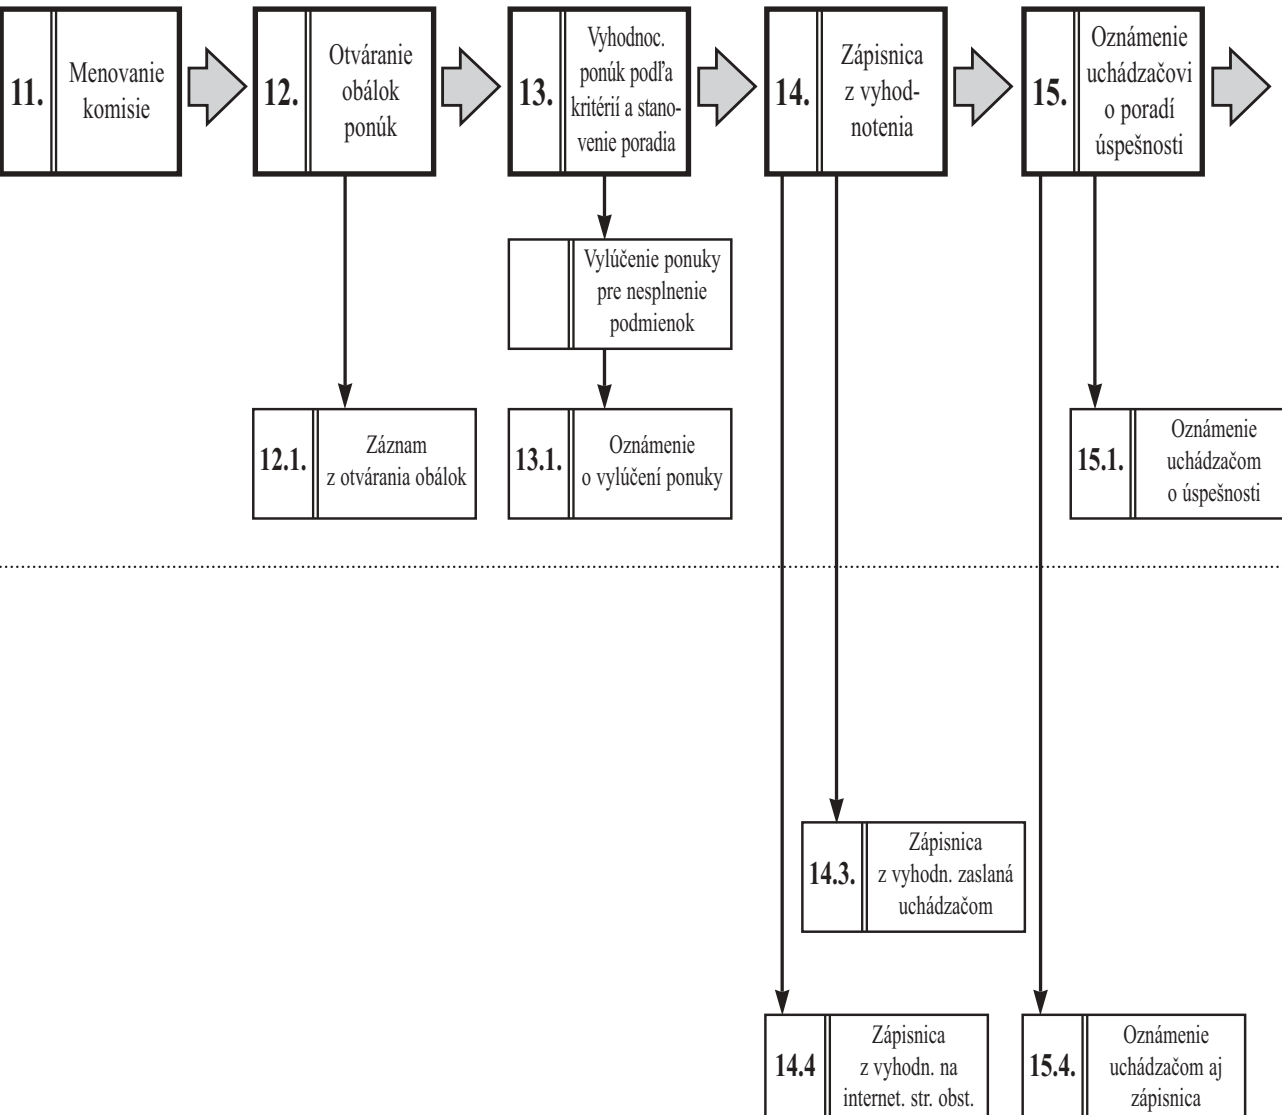 11.
Menovanie
komisie
12.
Otváranie
obálok
ponúk
13.
Vyhodnoc.
ponúk podľa
kritérií a stano-
venie poradia
14.
Zápisnica
z vyhod-
notenia
15.
Oznámenie
uchádzačovi
o poradí
úspešnosti
Vylúčenie ponuky
pre nesplnenie
podmienok
12.1.
Záznam
z otvárania obálok
13.1.
Oznámenie
o vylúčení ponuky
15.1.
Oznámenie
uchádzačom
o úspešnosti
14.3.
Zápisnica
z vyhodn. zaslaná
uchádzačom
14.4
Zápisnica
z vyhodn. na
internet. str. obst.
15.4.
Oznámenie
uchádzačom aj
zápisnica